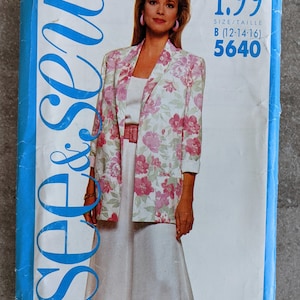 see & sew
1.99
SIZE/TAILLE
B (12-14-16)
5640